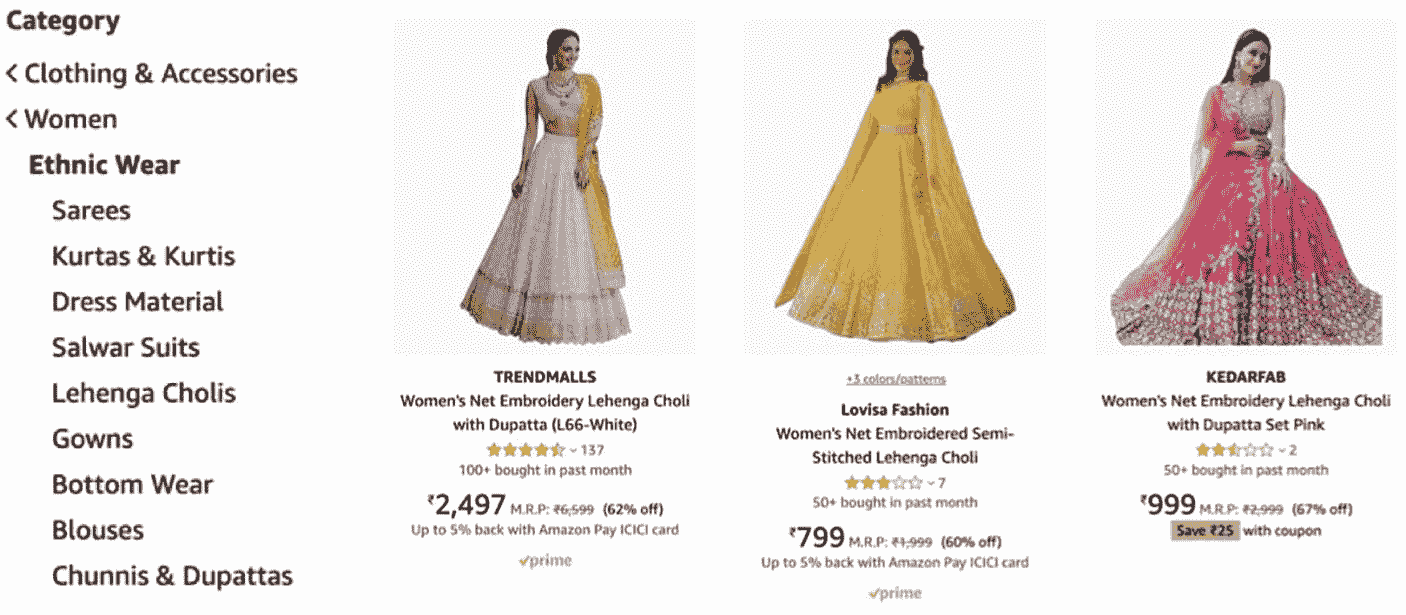 Category
< Clothing & Accessories
< Women
Ethnic Wear
Sarees
Kurtas & Kurtis
Dress Material
Salwar Suits
Lehenga Cholis
Gowns
Bottom Wear
Blouses
Chunnis & Dupattas
TRENDMALLS
Women's Net Embroidery Lehenga Choli
with Dupatta (L66-White)
137
100+ bought in past month
₹2,497 M.R.P: ₹6,599 (62% off)
Up to 5% back with Amazon Pay ICICI card
prime
+3 colors/patterns
Lovisa Fashion
Women's Net Embroidered Semi-
Stitched Lehenga Choli
7
50+ bought in past month
₹799 M.R.P: ₹1,999 (60% off)
Up to 5% back with Amazon Pay ICICI card
prime
KEDARFAB
Women's Net Embroidery Lehenga Choli
with Dupatta Set Pink
2
50+ bought in past month
₹999 M.R.P: ₹2,999 (67% off)
Save ₹25 with coupon